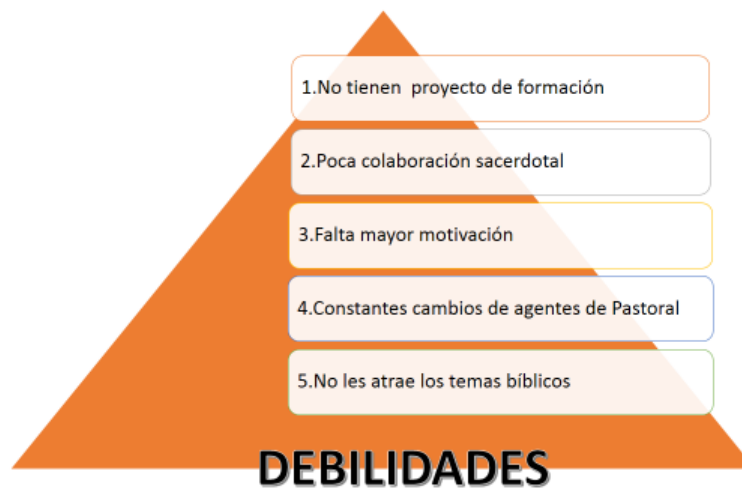 1.No tienen proyecto de formación
2.Poca colaboración sacerdotal
3.Falta mayor motivación
4.Constantes cambios de agentes de Pastoral
5.No les atrae los temas bíblicos
DEBILIDADES